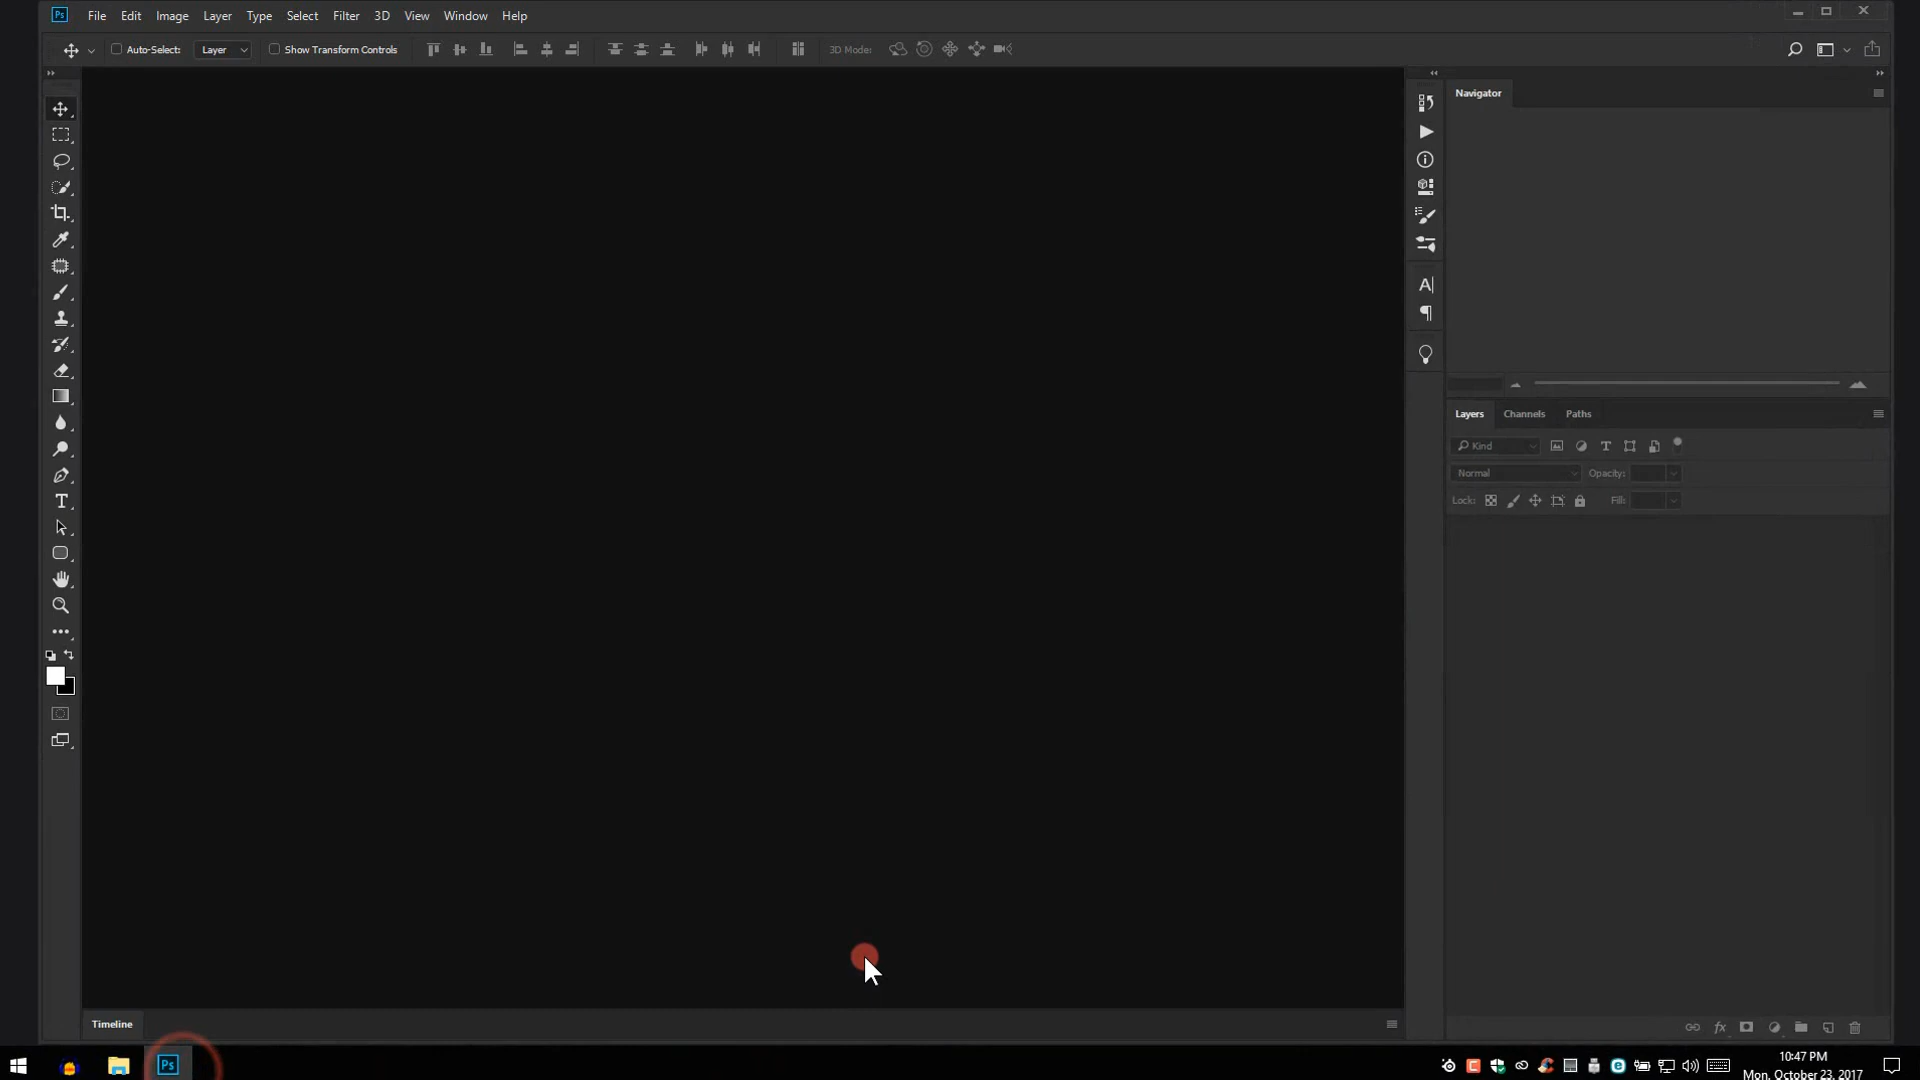 Ps File Edit Image Layer Type Select Filter 3D View Window Help
Auto-Select: Layer Show Transform Controls 3D Mode:
Navigator
Layers Channels Paths
Kind
Normal Opacity:
Lock: Fill:
Timeline
Ps
10:47 PM
Mon, October 23, 2017